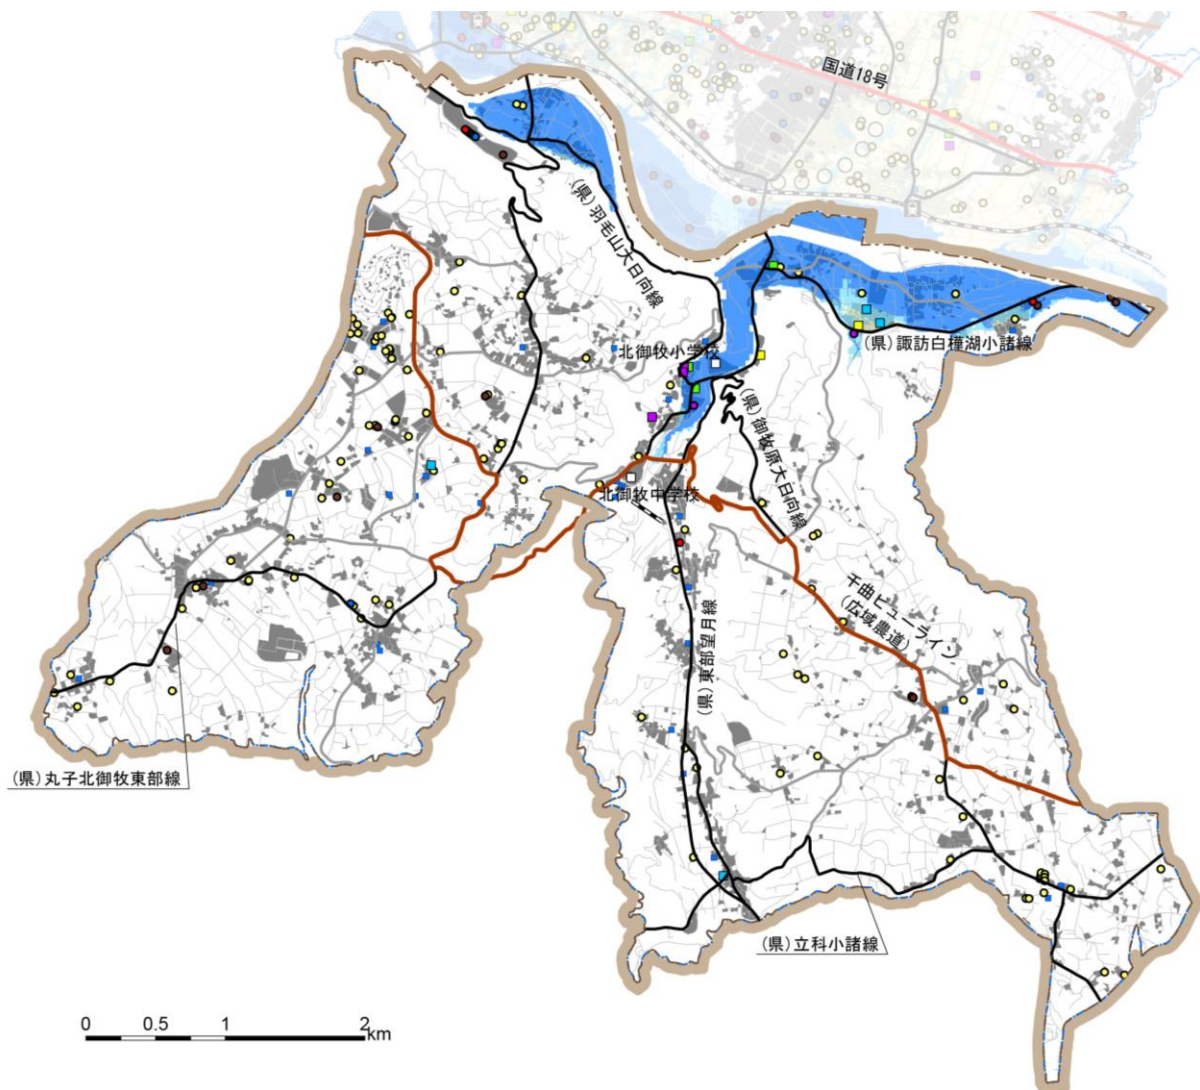 国道18号
(県)羽毛山大日向線
(県)諏訪白樺湖小諸線
北御牧小学校
(県)御牧原大日向線
北御牧中学校
千曲ビューライン
(広域農道)
(県)東部望月線
(県)丸子北御牧東部線
(県)立科小諸線
0 0.5 1 2
km